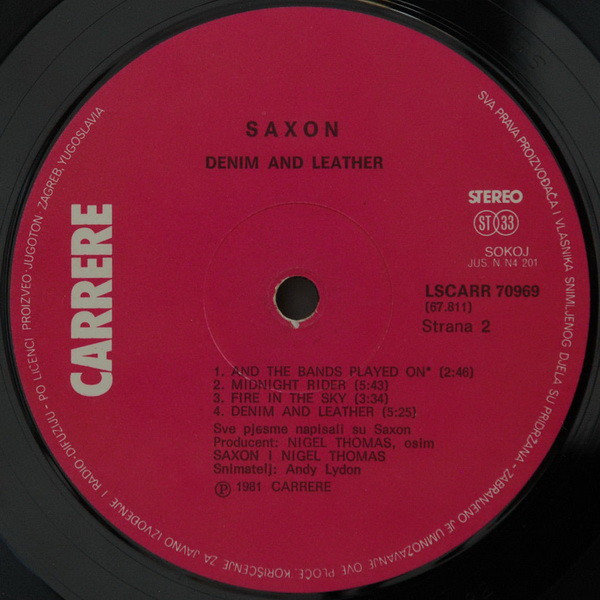 SAXON
DENIM AND LEATHER
CARRERE
STEREO
ST 33
SOKOJ
JUS. N. N4 201
LSCARR 70969
(67.811)
Strana 2
1. AND THE BANDS PLAYED ON* (2:46)
2. MIDNIGHT RIDER (5:43)
3. FIRE IN THE SKY (3:34)
4. DENIM AND LEATHER (5:25)
Sve pjesme napisali su Saxon
Producent: NIGEL THOMAS, osim
SAXON I NIGEL THOMAS
Snimatelj: Andy Lydon
Ⓟ 1981 CARRERE
SVA PRAVA PROIZVOĐAČA I VLASNIKA SNIMLJENOG DJELA SU PRIDRŽANA - ZABRANJENO JE UMNOŽAVANJE OVE PLOČE, KORIŠĆENJE ZA JAVNO IZVOĐENJE I RADIO-DIFUZIJU - PO LICENCI PROIZVEO: JUGOTON ZAGREB, YUGOSLAVIA